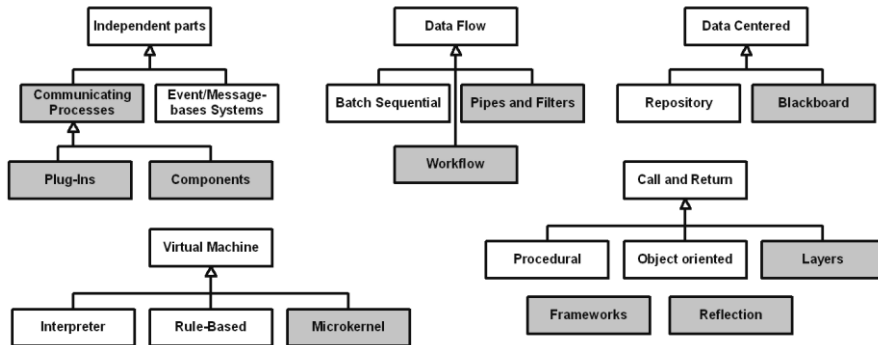 Independent parts
Data Flow
Data Centered
Communicating
Processes
Event/Message-
bases Systems
Batch Sequential
Pipes and Filters
Repository
Blackboard
Plug-Ins
Components
Workflow
Call and Return
Virtual Machine
Procedural
Object oriented
Layers
Interpreter
Rule-Based
Microkernel
Frameworks
Reflection